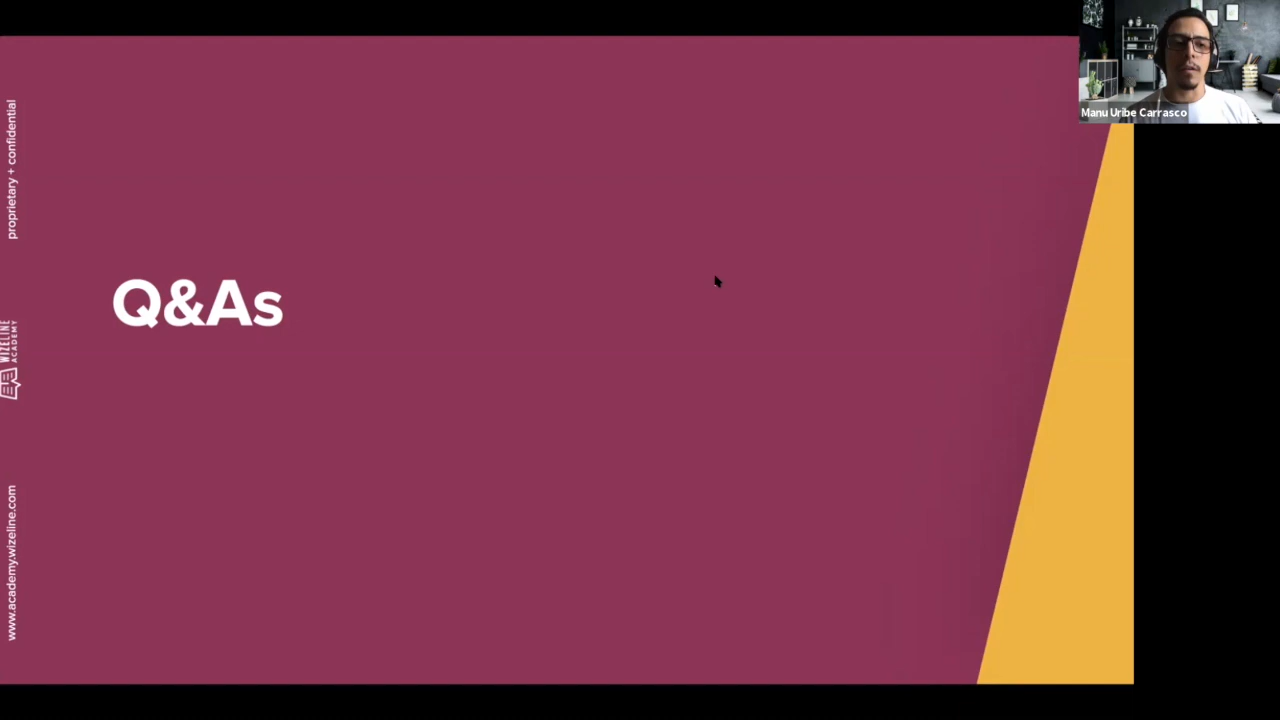 proprietary + confidential
WIZELINE
ACADEMY
www.academy.wizeline.com
Q&As
Manu Uribe Carrasco